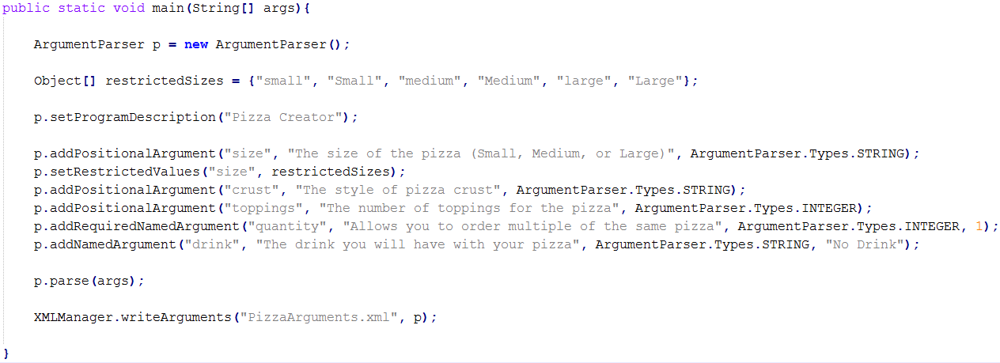 public static void main(String[] args){
ArgumentParser p = new ArgumentParser();
Object[] restrictedSizes = {"small", "Small", "medium", "Medium", "large", "Large"};
p.setProgramDescription("Pizza Creator");
p.addPositionalArgument("size", "The size of the pizza (Small, Medium, or Large)", ArgumentParser.Types.STRING);
p.setRestrictedValues("size", restrictedSizes);
p.addPositionalArgument("crust", "The style of pizza crust", ArgumentParser.Types.STRING);
p.addPositionalArgument("toppings", "The number of toppings for the pizza", ArgumentParser.Types.INTEGER);
p.addRequiredNamedArgument("quantity", "Allows you to order multiple of the same pizza", ArgumentParser.Types.INTEGER, 1);
p.addNamedArgument("drink", "The drink you will have with your pizza", ArgumentParser.Types.STRING, "No Drink");
p.parse(args);
XMLManager.writeArguments("PizzaArguments.xml", p);
}